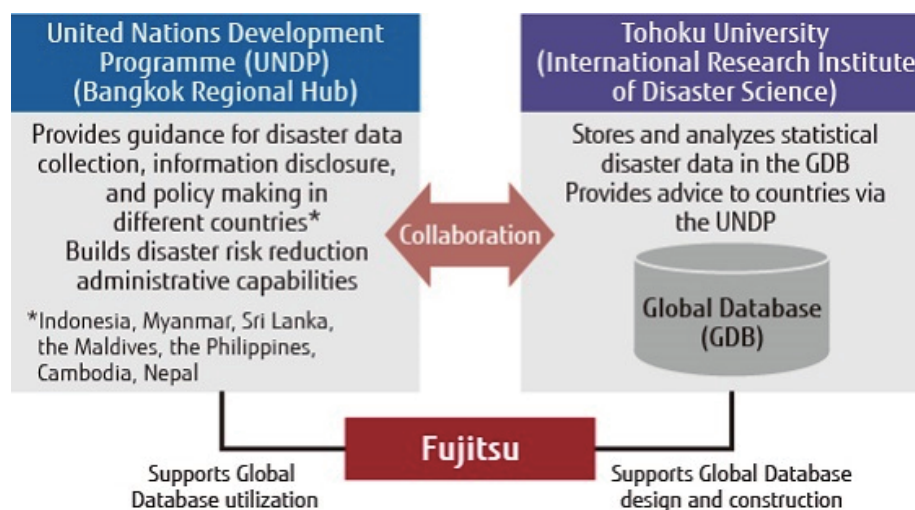 United Nations Development
Programme (UNDP)
(Bangkok Regional Hub)
Provides guidance for disaster data
collection, information disclosure,
and policy making in
different countries*
Builds disaster risk reduction
administrative capabilities
*Indonesia, Myanmar, Sri Lanka,
the Maldives, the Philippines,
Cambodia, Nepal
Collaboration
Tohoku University
(International Research Institute
of Disaster Science)
Stores and analyzes statistical
disaster data in the GDB
Provides advice to countries via
the UNDP
Global Database
(GDB)
Fujitsu
Supports Global
Database utilization
Supports Global Database
design and construction